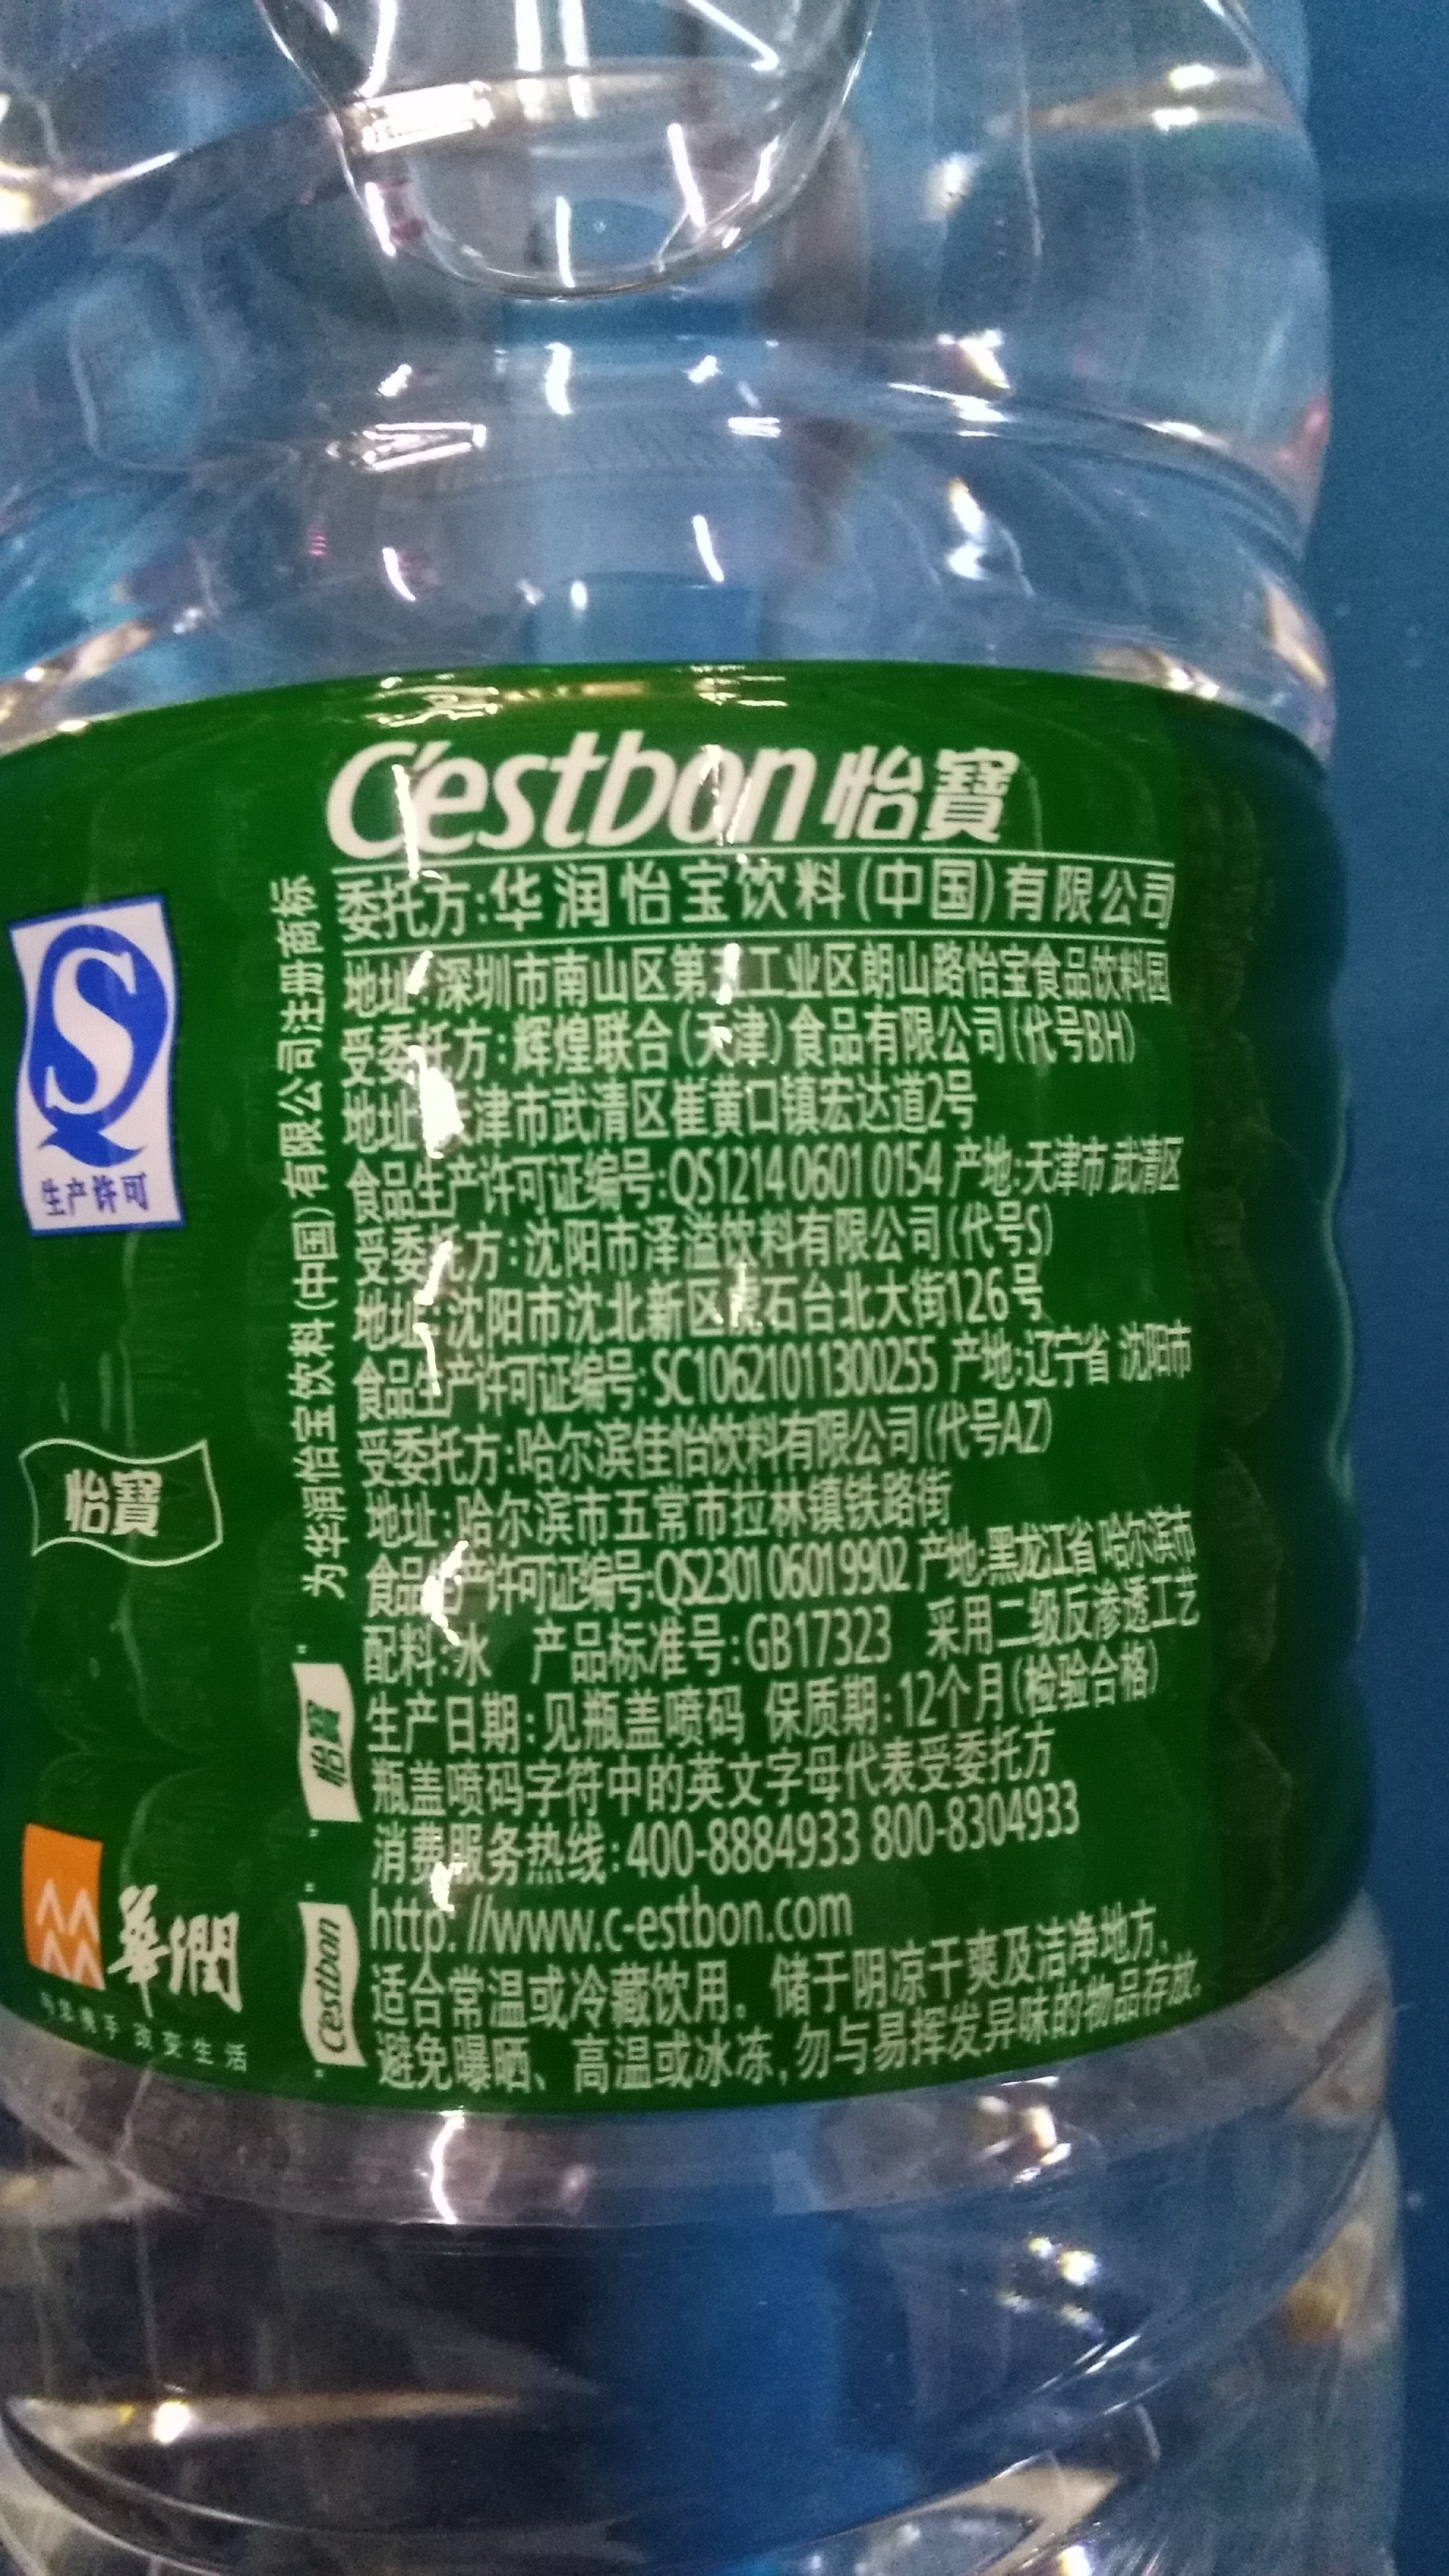 C'estbon 怡寶
委托方:华润怡宝饮料(中国)有限公司
地址:深圳市南山区第 工业区朗山路怡宝食品饮料园
受委托方:辉煌联合(天津)食品有限公司(代号BH)
地址:天津市武清区崔黄口镇宏达道2号
食品生产许可证编号:QS1214 0601 0154 产地:天津市 武清区
受委托方:沈阳市泽溢饮料有限公司(代号S)
地址:沈阳市沈北新区虎石台北大街126号
食品生产许可证编号:SC10621011300255 产地:辽宁省 沈阳市
受委托方:哈尔滨佳怡饮料有限公司(代号AZ)
地址:哈尔滨市五常市拉林镇铁路街
食品生产许可证编号:QS2301 0601 9902 产地:黑龙江省 哈尔滨市
配料:水 产品标准号:GB17323 采用二级反渗透工艺
生产日期:见瓶盖喷码 保质期:12个月(检验合格)
瓶盖喷码字符中的英文字母代表受委托方
消费服务热线:400-8884933 800-8304933
http://www.c-estbon.com
适合常温或冷藏饮用。储于阴凉干爽及洁净地方,
避免曝晒、高温或冰冻,勿与易挥发异味的物品存放。
"C'estbon" "怡寶" 为华润怡宝饮料(中国)有限公司注册商标
S
生产许可
怡寶
華潤
携手 改变生活